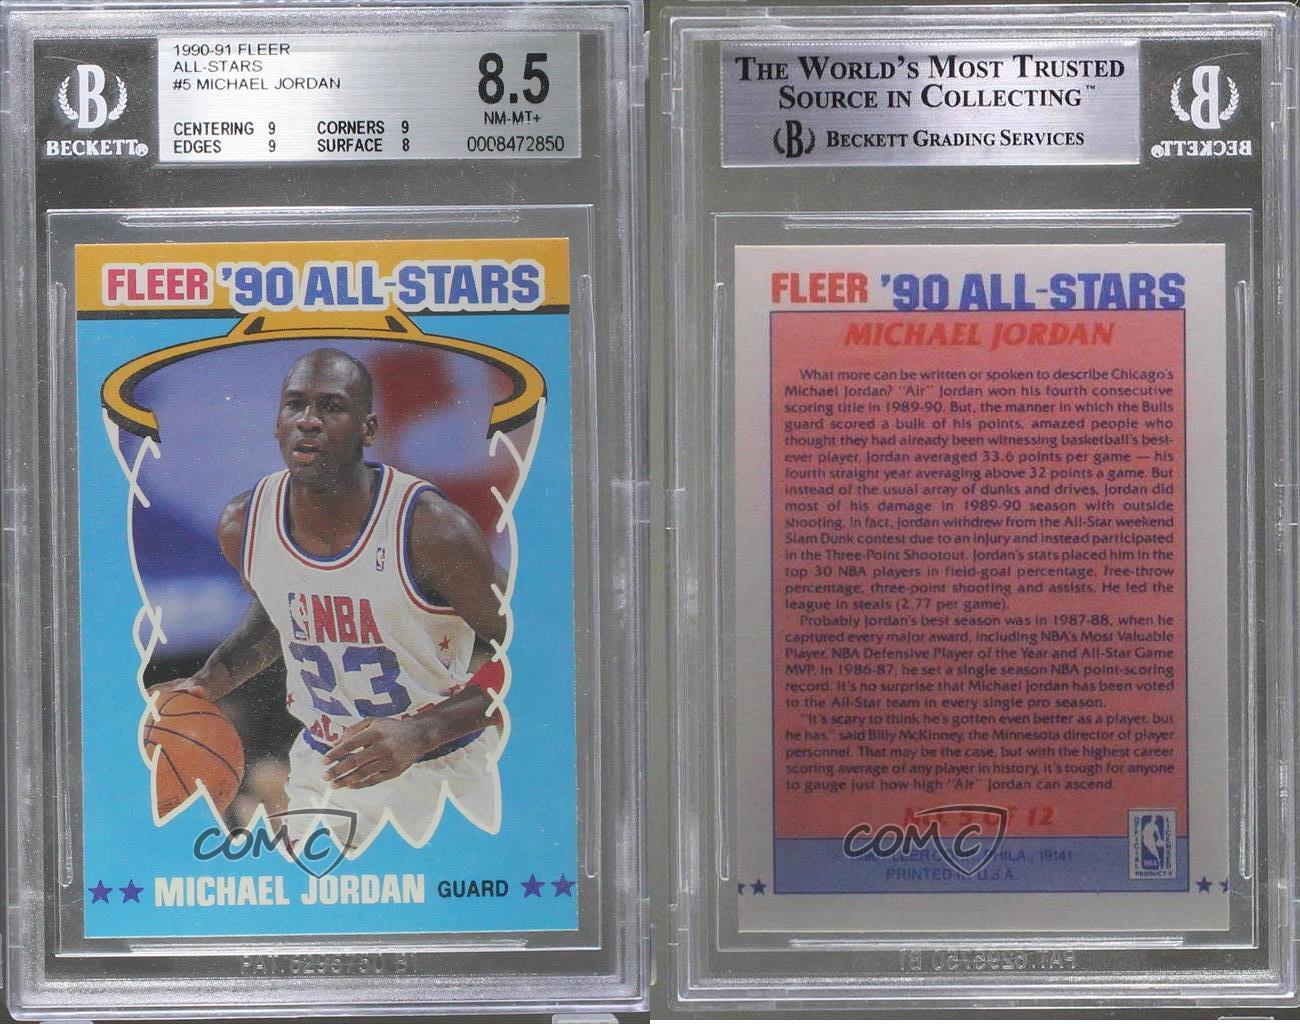 1990-91 FLEER
ALL-STARS
#5 MICHAEL JORDAN
CENTERING 9 CORNERS 9
EDGES 9 SURFACE 8
8.5
NM-MT+
0008472850
B
BECKETT®
FLEER '90 ALL-STARS
NBA
23
MICHAEL JORDAN GUARD
COMC
THE WORLD'S MOST TRUSTED
SOURCE IN COLLECTING™
B BECKETT GRADING SERVICES
BECKETT®
FLEER '90 ALL-STARS
MICHAEL JORDAN
What more can be written or spoken to describe Chicago's
Michael Jordan? "Air" Jordan won his fourth consecutive
scoring title in 1989-90. But, the manner in which the Bulls
guard scored a bulk of his points, amazed people who
thought they had already been witnessing basketball's best-
ever player. Jordan averaged 33.6 points per game — his
fourth straight year averaging above 32 points a game. But
instead of the usual array of dunks and drives, Jordan did
most of his damage in 1989-90 season with outside
shooting. In fact, Jordan withdrew from the All-Star weekend
Slam Dunk contest due to an injury and instead participated
in the Three-Point Shootout. Jordan's stats placed him in the
top 30 NBA players in field-goal percentage, free-throw
percentage, three-point shooting and assists. He led the
league in steals (2.77 per game).
Probably Jordan's best season was in 1987-88, when he
captured every major award, including NBA's Most Valuable
Player, NBA Defensive Player of the Year and All-Star Game
MVP. In 1986-87, he set a single season NBA point-scoring
record. It's no surprise that Michael Jordan has been voted
to the All-Star team in every single pro season.
"It's scary to think he's gotten even better as a player, but
he has," said Billy McKinney, the Minnesota director of player
personnel. That may be the case, but with the highest career
scoring average of any player in history, it's tough for anyone
to gauge just how high "Air" Jordan can ascend.
5 OF 12
FLEER PHILA., 19141
PRINTED IN U.S.A.
OFFICIAL LICENSED
NBA
PRODUCT
COMC